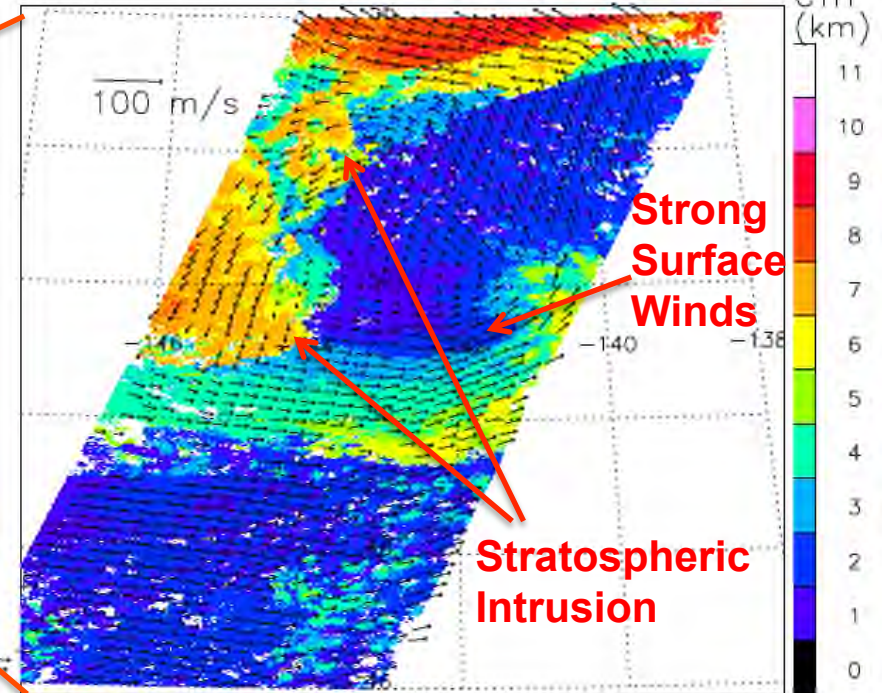 (km)
100 m/s
11
10
9
8
7
6
5
4
3
2
1
0
Strong
Surface
Winds
-146
-140
-138
Stratospheric
Intrusion